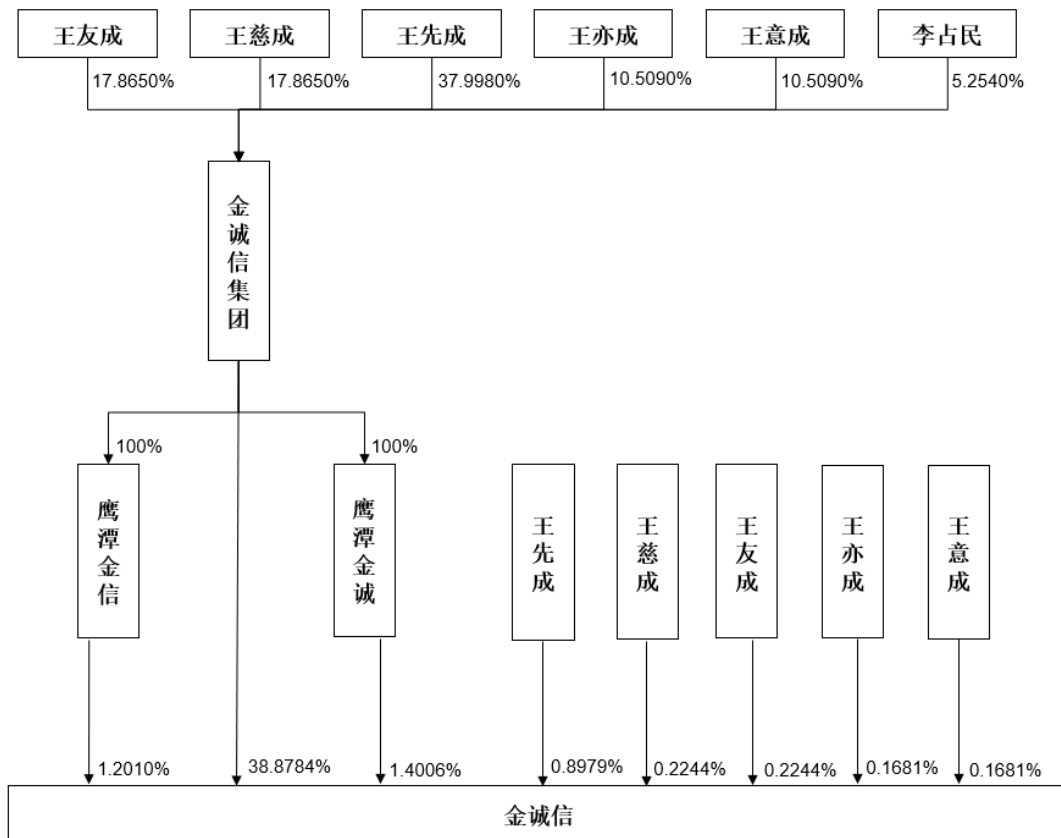 王友成
王慈成
王先成
王亦成
王意成
李占民
17.8650%
17.8650%
37.9980%
10.5090%
10.5090%
5.2540%
金诚信集团
100%
100%
鹰潭金信
鹰潭金诚
王先成
王慈成
王友成
王亦成
王意成
1.2010%
38.8784%
1.4006%
0.8979%
0.2244%
0.2244%
0.1681%
0.1681%
金诚信